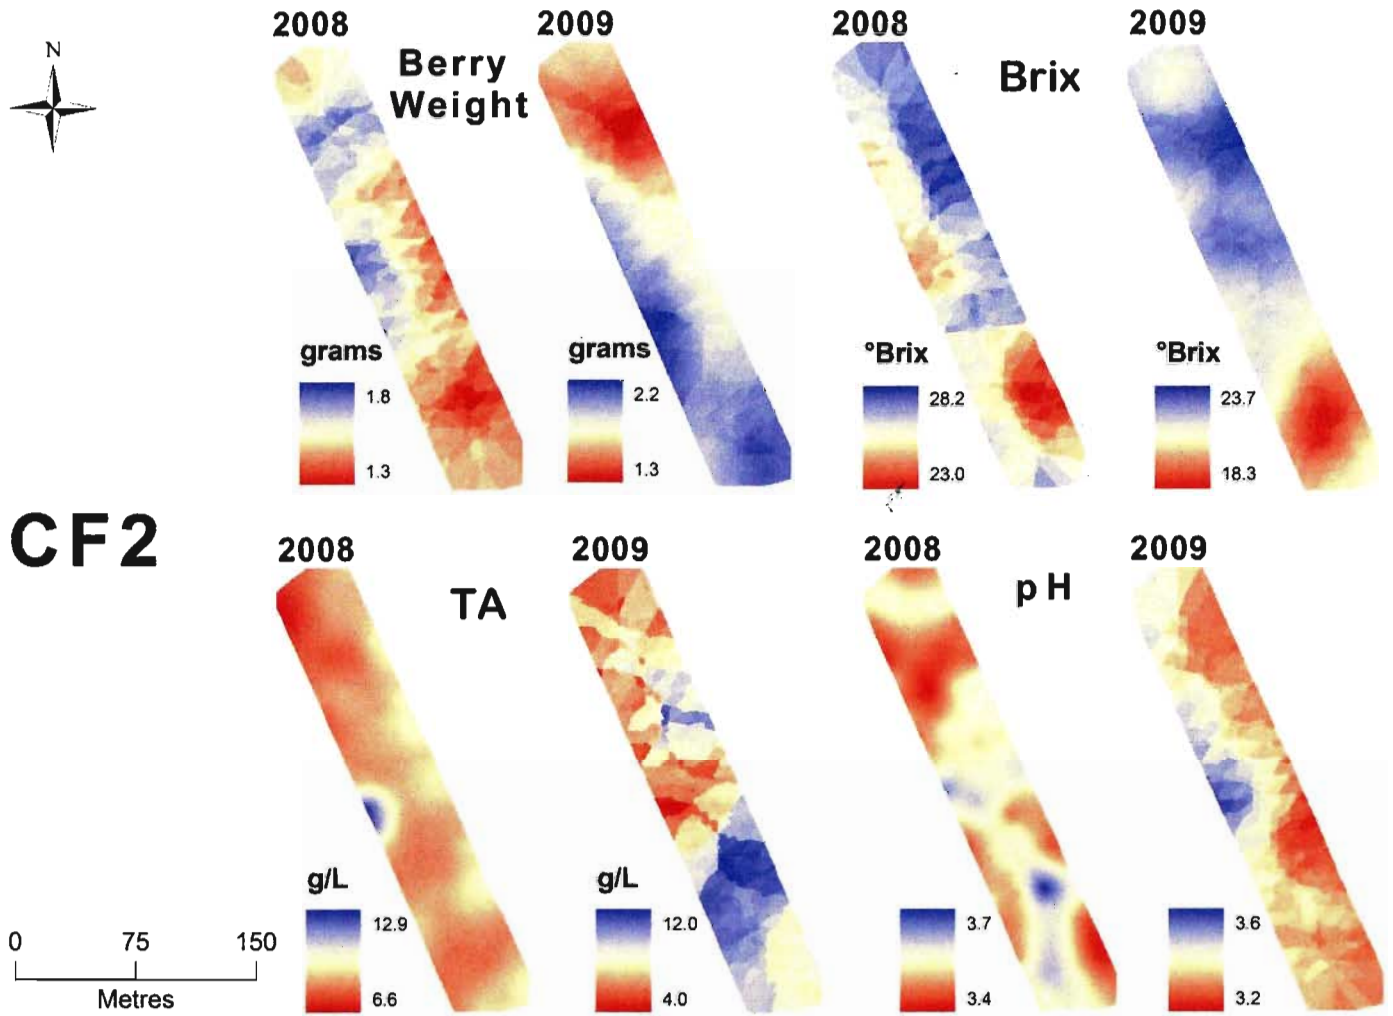 2008
2009
2008
2009
N
Berry
Weight
Brix
grams
1.8
1.3
grams
2.2
1.3
°Brix
28.2
23.0
°Brix
23.7
18.3
CF2
2008
2009
2008
2009
TA
p H
g/L
12.9
6.6
g/L
12.0
4.0
3.7
3.4
3.6
3.2
0
75
150
Metres